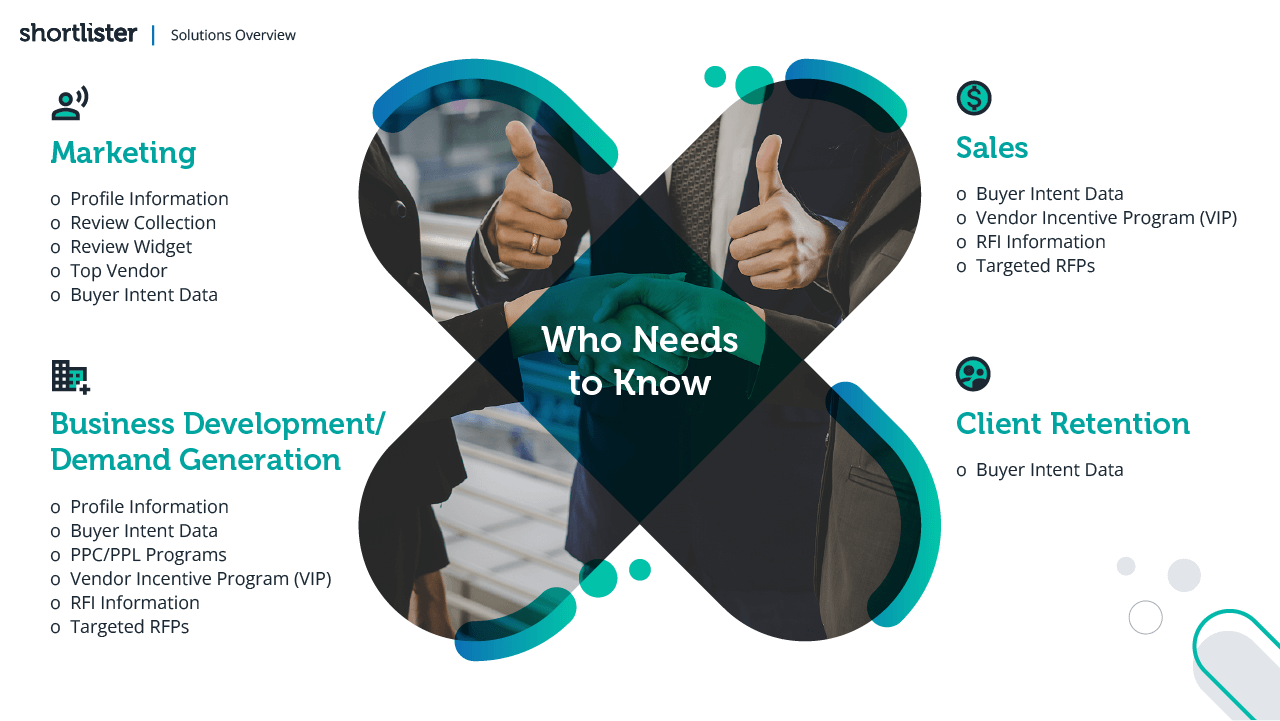 shortlister | Solutions Overview
Marketing
o Profile Information
o Review Collection
o Review Widget
o Top Vendor
o Buyer Intent Data
Business Development/
Demand Generation
o Profile Information
o Buyer Intent Data
o PPC/PPL Programs
o Vendor Incentive Program (VIP)
o RFI Information
o Targeted RFPs
Who Needs
to Know
Sales
o Buyer Intent Data
o Vendor Incentive Program (VIP)
o RFI Information
o Targeted RFPs
Client Retention
o Buyer Intent Data